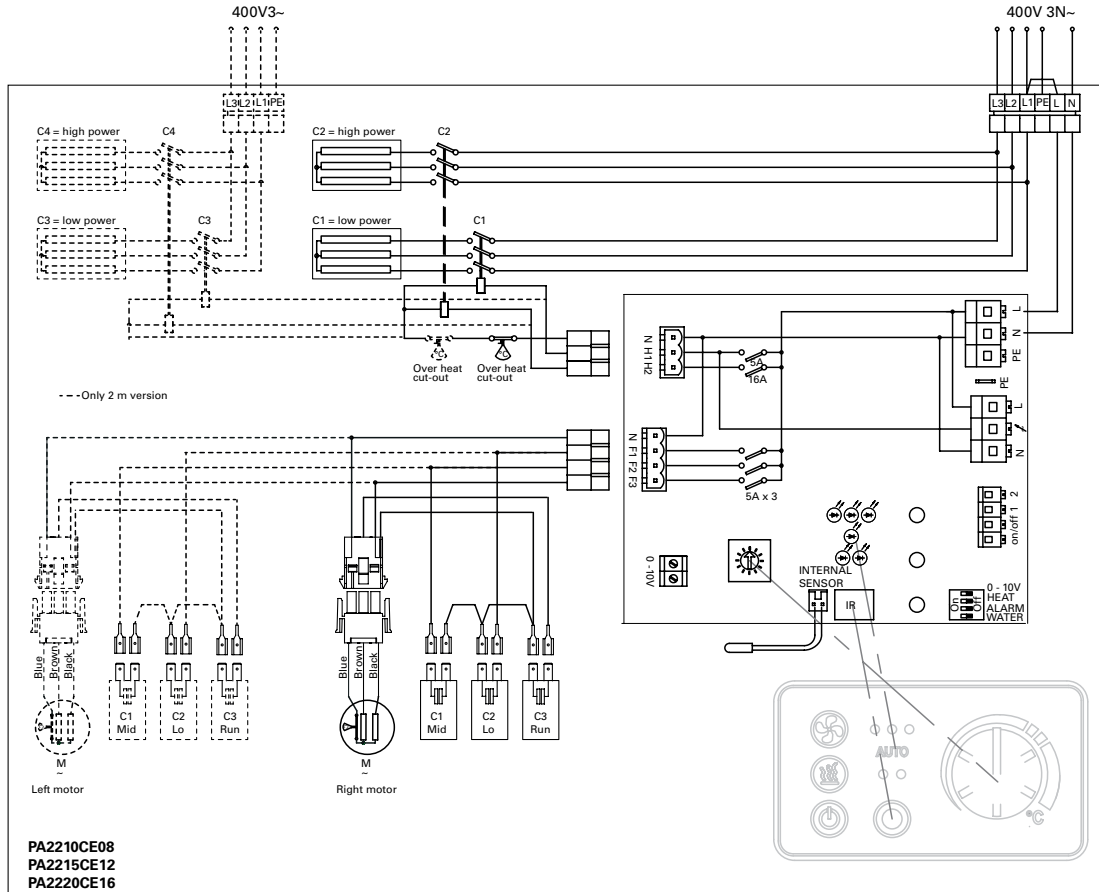 400V3~
400V 3N~
L3 L2 L1 PE
L3 L2 L1 PE L N
C4 = high power
C4
C2 = high power
C2
C3 = low power
C3
C1 = low power
C1
°C
°C
Over heat
cut-out
Over heat
cut-out
--- Only 2 m version
N H1 H2
5A
16A
L
N
PE
PE
L
N
N F1 F2 F3
5A x 3
on/off 1 2
0 - 10V
INTERNAL
SENSOR
IR
On
Off
0 - 10V
HEAT
ALARM
WATER
Blue
Brown
Black
C1
Mid
C2
Lo
C3
Run
M
~
Left motor
Blue
Brown
Black
C1
Mid
C2
Lo
C3
Run
M
~
Right motor
AUTO
°C
PA2210CE08
PA2215CE12
PA2220CE16